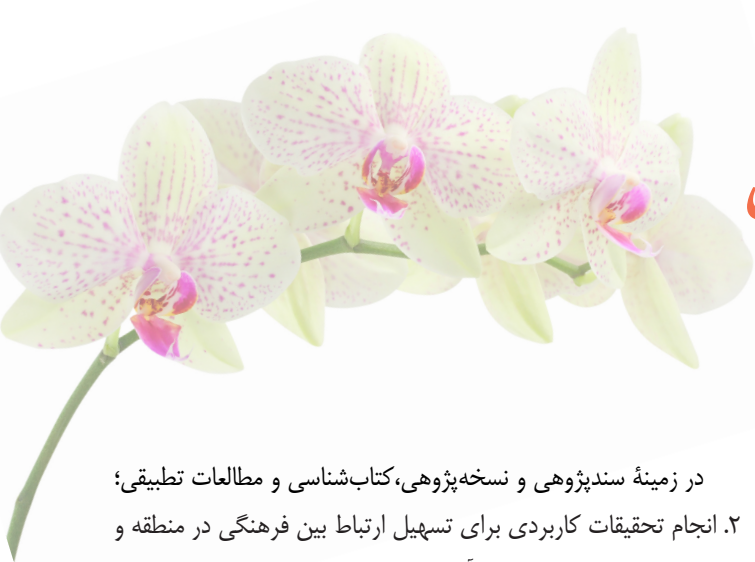 در زمینهٔ سندپژوهی و نسخه‌پژوهی،کتاب‌شناسی و مطالعات تطبیقی؛
۲. انجام تحقیقات کاربردی برای تسهیل ارتباط بین فرهنگی در منطقه و